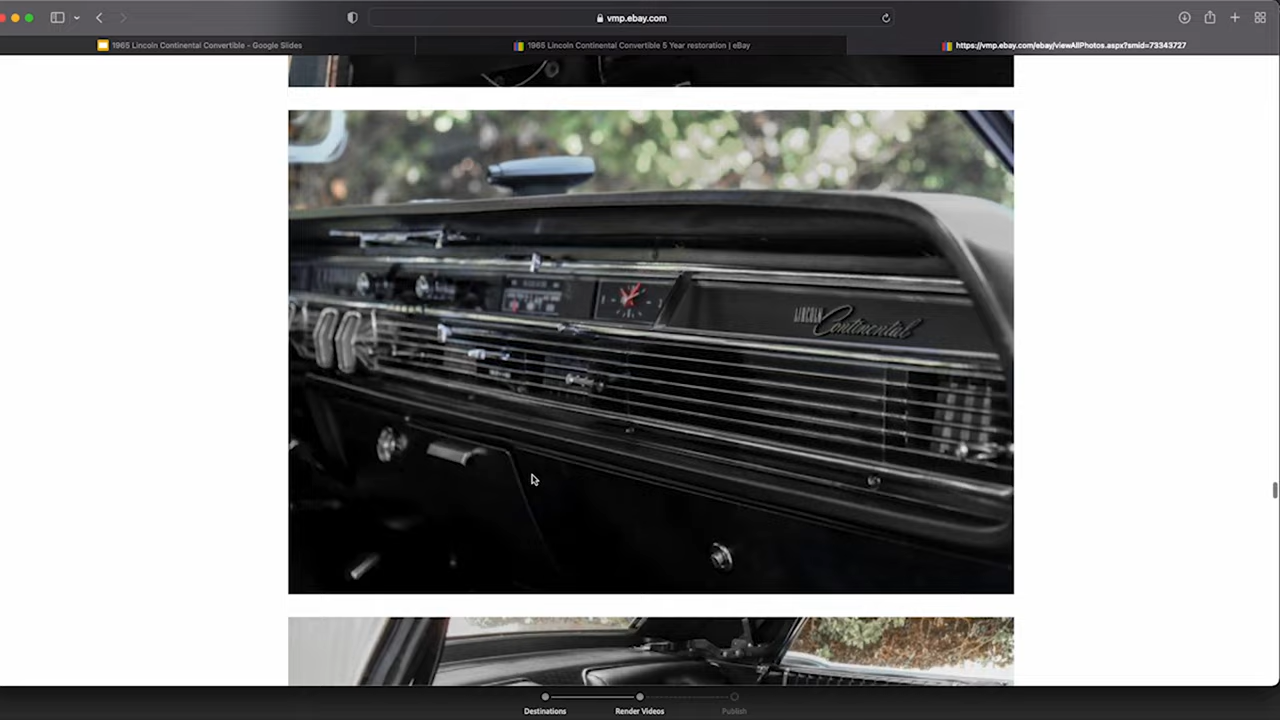 vmp.ebay.com
1965 Lincoln Continental Convertible - Google Slides
1965 Lincoln Continental Convertible 5 Year restoration | eBay
https://vmp.ebay.com/ebay/viewAllPhotos.aspx?smid=73343727
LINCOLN Continental
Destinations
Render Videos
Publish